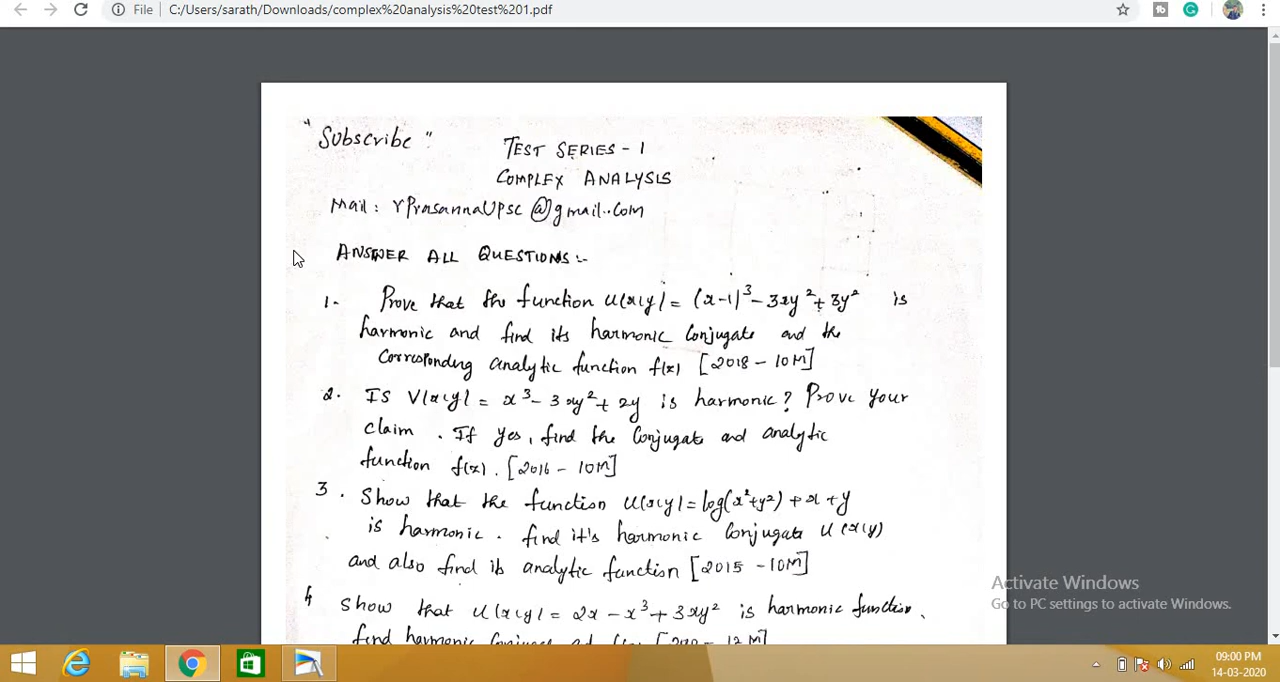 File C:/Users/sarath/Downloads/complex%20analysis%20test%201.pdf
"Subscribe"
TEST SERIES - 1
COMPLEX ANALYSIS
Mail: rPrasannaUpsc@gmail..com
ANSWER ALL QUESTIONS :-
1- Prove that the function u(x,y) = (x-1)³ - 3xy² + 3y² is
harmonic and find its harmonic conjugate and the
corresponding analytic function f(x) [2018 - 10M]
2. Is V(x,y) = x³ - 3xy² + 2y is harmonic? Prove your
claim. If yes, find the conjugate and analytic
function f(x). [2016 - 10M]
3. Show that the function u(x,y) = log(x²+y²) + x + y
is harmonic. find it's harmonic conjugate u(x,y)
and also find its analytic function [2015 - 10M]
4 Show that u(x,y) = 2x - x³ + 3xy² is harmonic function.
find harmonic
12 M]
Activate Windows
Go to PC settings to activate Windows.
09:00 PM
14-03-2020